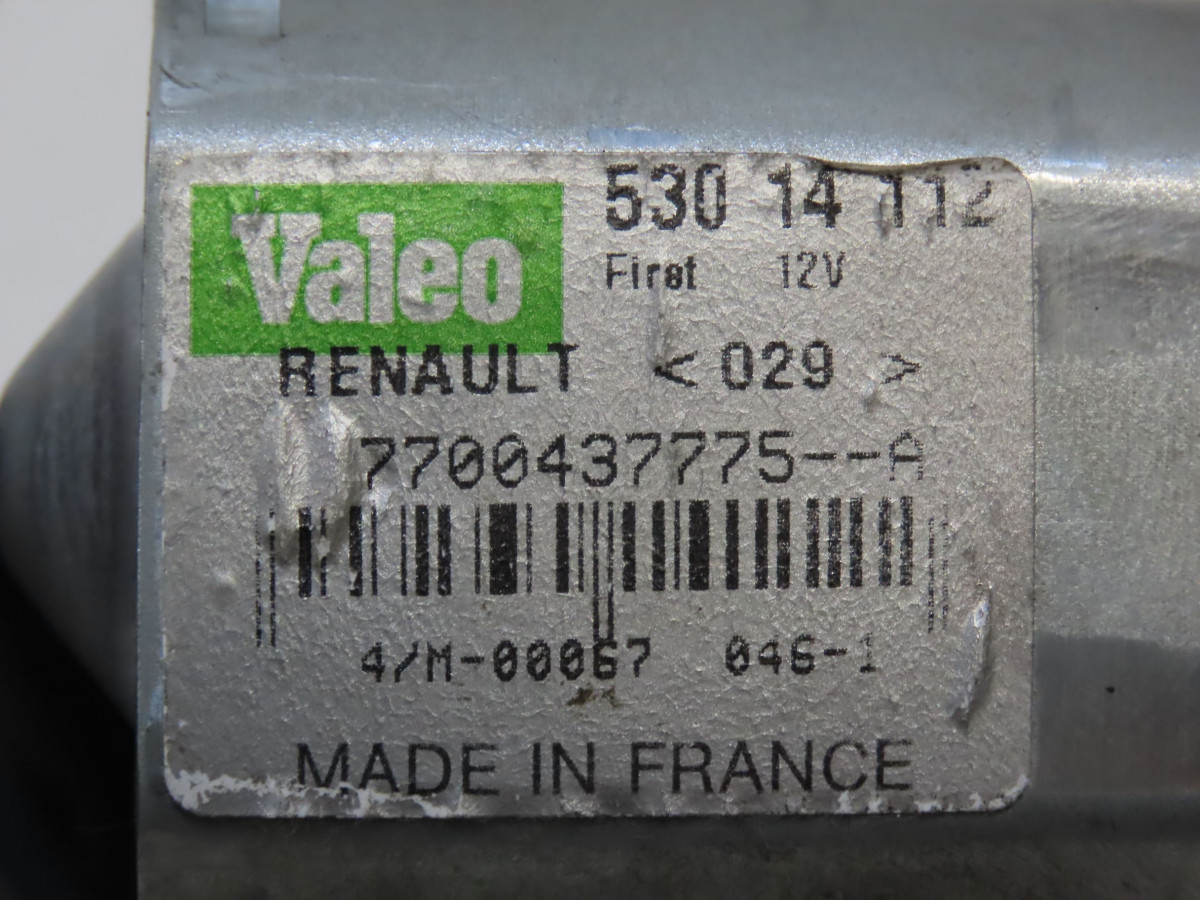 Valeo
530 14 112
First 12V
RENAULT < 029 >
7700437775--A
4/M-00067 046-1
MADE IN FRANCE